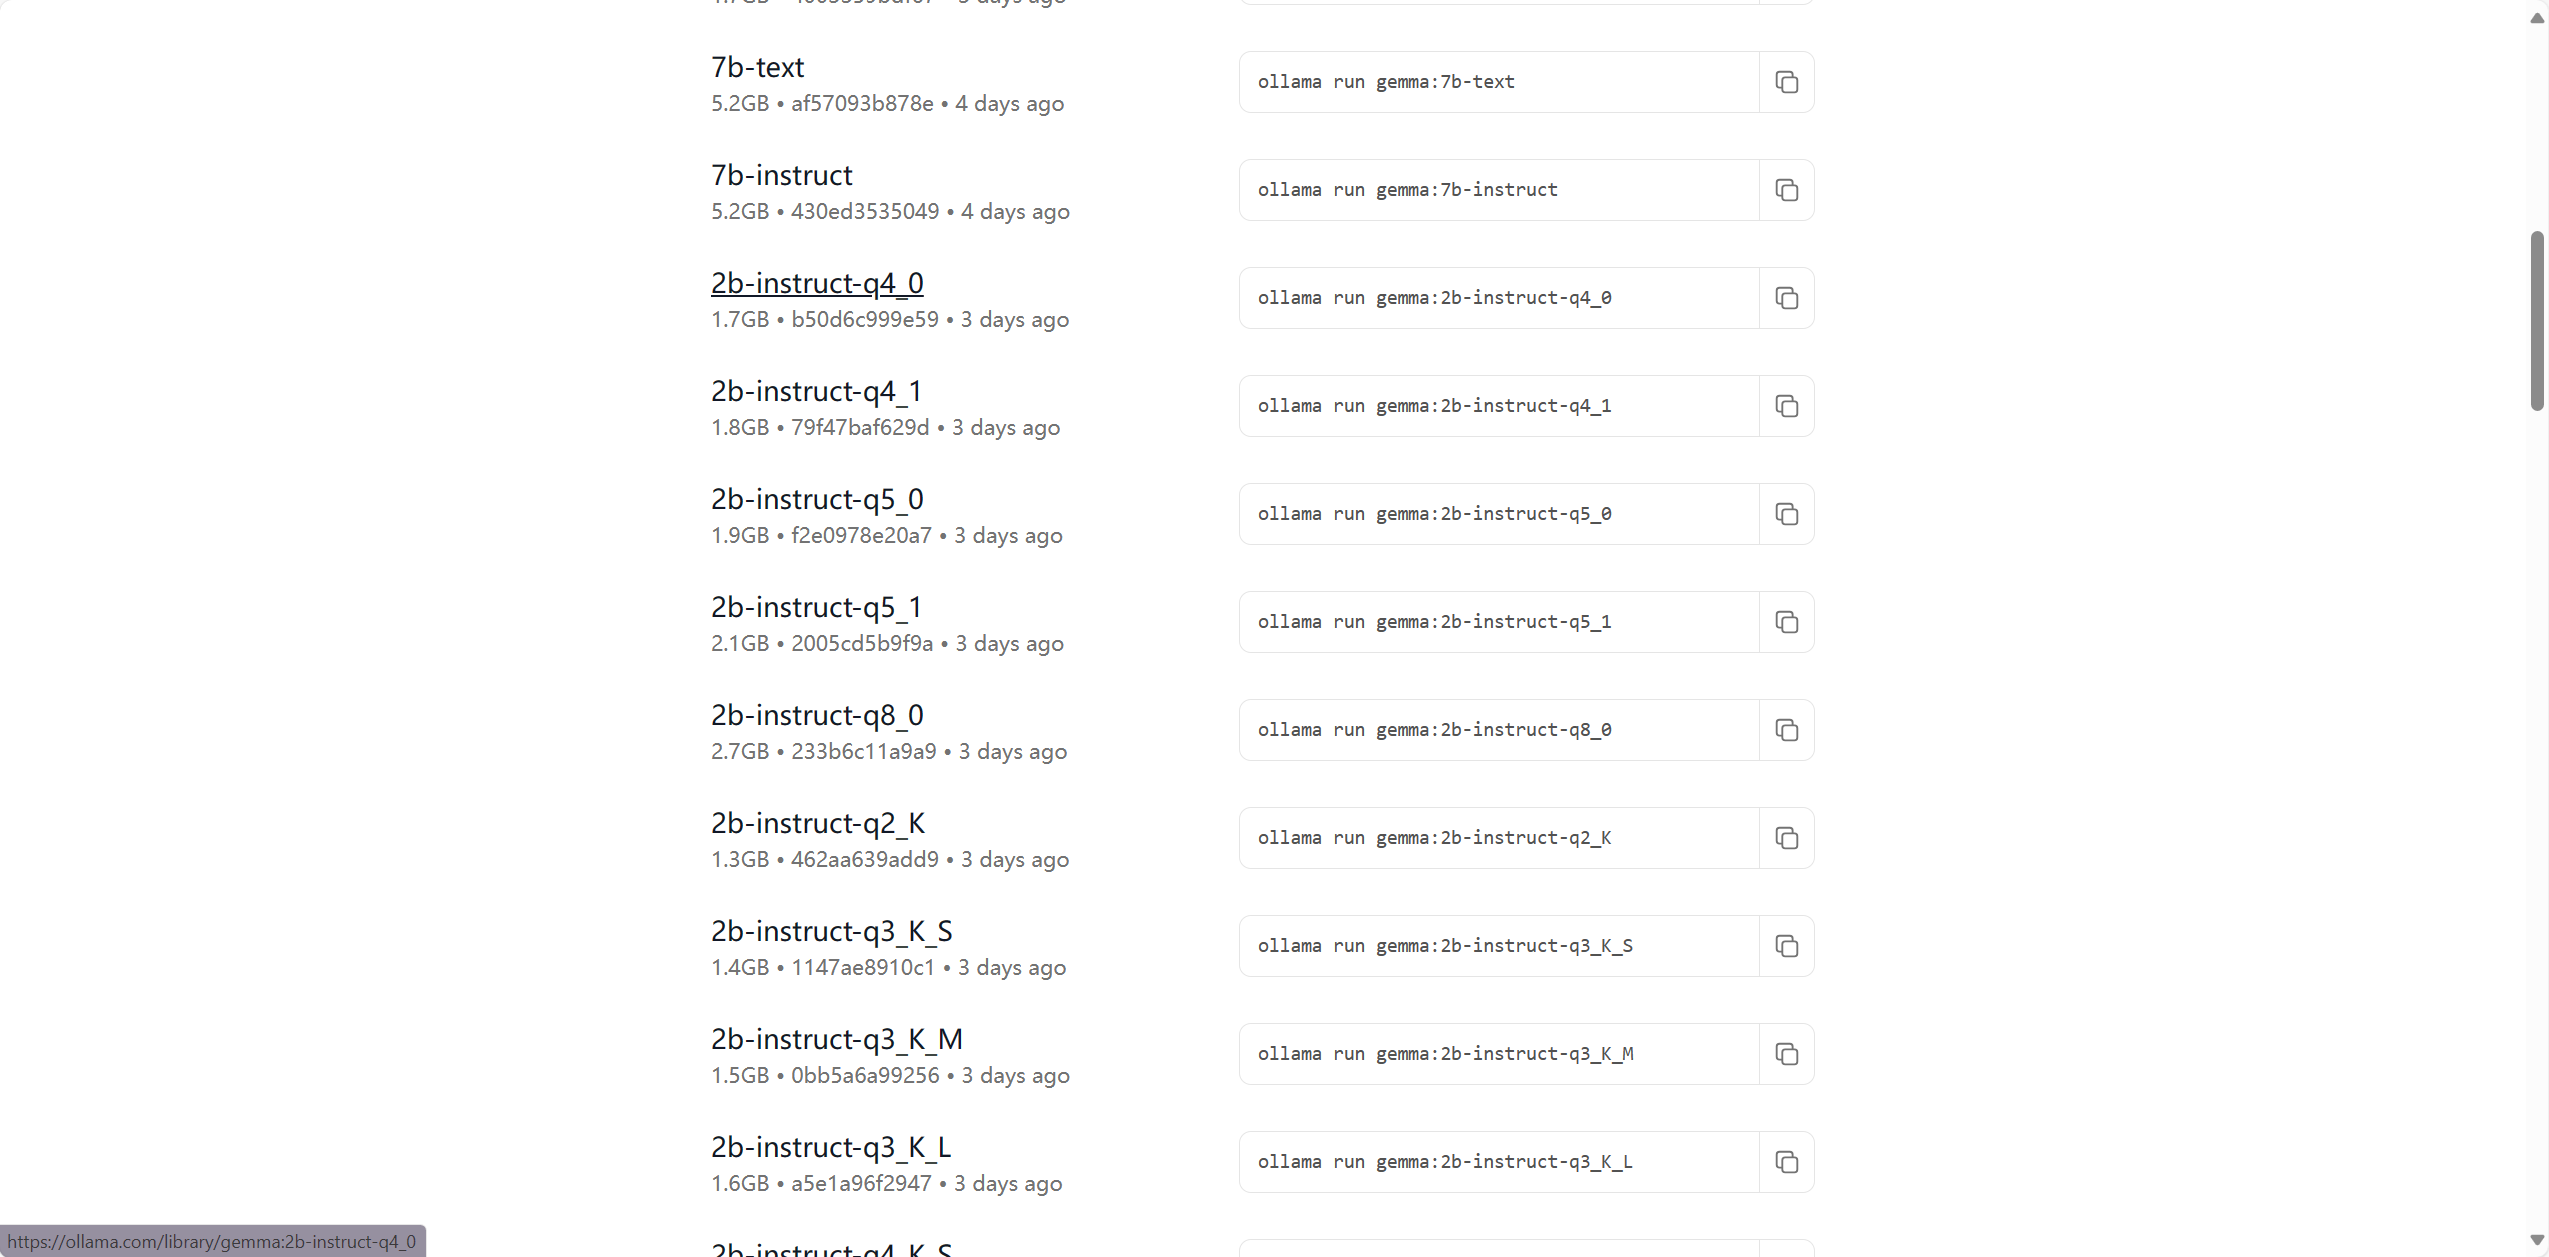 7b-text
5.2GB • af57093b878e • 4 days ago
ollama run gemma:7b-text
7b-instruct
5.2GB • 430ed3535049 • 4 days ago
ollama run gemma:7b-instruct
2b-instruct-q4_0
1.7GB • b50d6c999e59 • 3 days ago
ollama run gemma:2b-instruct-q4_0
2b-instruct-q4_1
1.8GB • 79f47baf629d • 3 days ago
ollama run gemma:2b-instruct-q4_1
2b-instruct-q5_0
1.9GB • f2e0978e20a7 • 3 days ago
ollama run gemma:2b-instruct-q5_0
2b-instruct-q5_1
2.1GB • 2005cd5b9f9a • 3 days ago
ollama run gemma:2b-instruct-q5_1
2b-instruct-q8_0
2.7GB • 233b6c11a9a9 • 3 days ago
ollama run gemma:2b-instruct-q8_0
2b-instruct-q2_K
1.3GB • 462aa639add9 • 3 days ago
ollama run gemma:2b-instruct-q2_K
2b-instruct-q3_K_S
1.4GB • 1147ae8910c1 • 3 days ago
ollama run gemma:2b-instruct-q3_K_S
2b-instruct-q3_K_M
1.5GB • 0bb5a6a99256 • 3 days ago
ollama run gemma:2b-instruct-q3_K_M
2b-instruct-q3_K_L
1.6GB • a5e1a96f2947 • 3 days ago
ollama run gemma:2b-instruct-q3_K_L
2b-instruct-q4_K_S
https://ollama.com/library/gemma:2b-instruct-q4_0